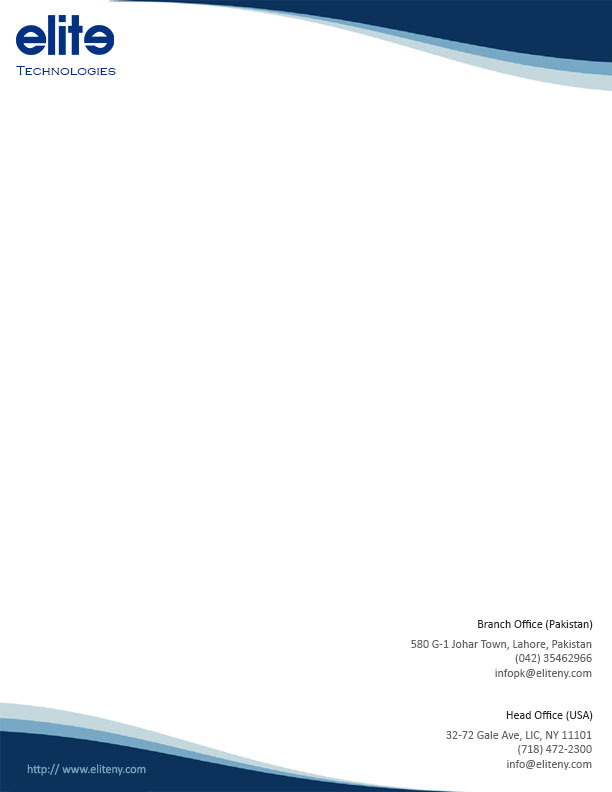 elite
TECHNOLOGIES
Branch Office (Pakistan)
580 G-1 Johar Town, Lahore, Pakistan
(042) 35462966
infopk@eliteny.com
Head Office (USA)
32-72 Gale Ave, LIC, NY 11101
(718) 472-2300
info@eliteny.com
http:// www.eliteny.com